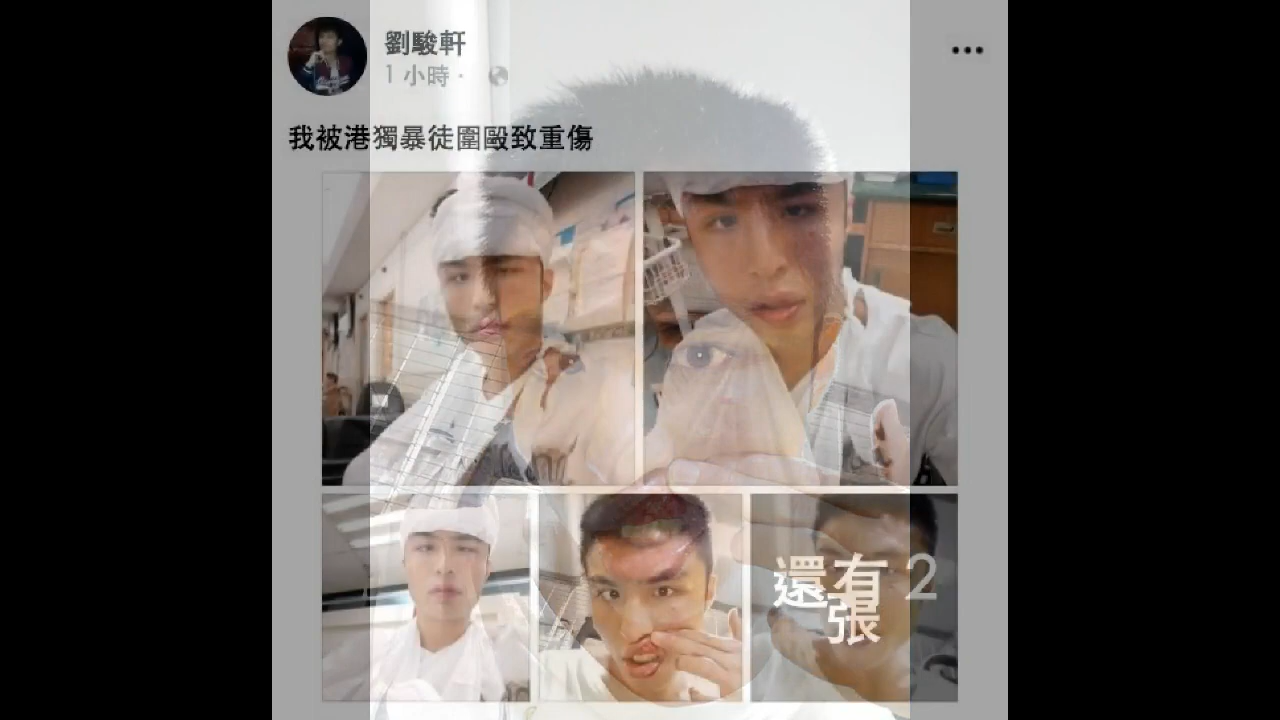 劉駿軒
1 小時 ·
我被港獨暴徒圍毆致重傷
還有 2
張